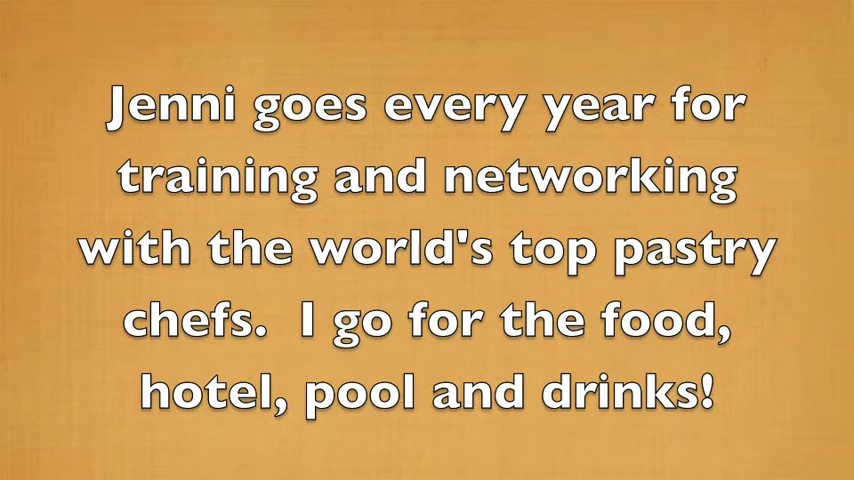 Jenni goes every year for
training and networking
with the world's top pastry
chefs.  I go for the food,
hotel, pool and drinks!